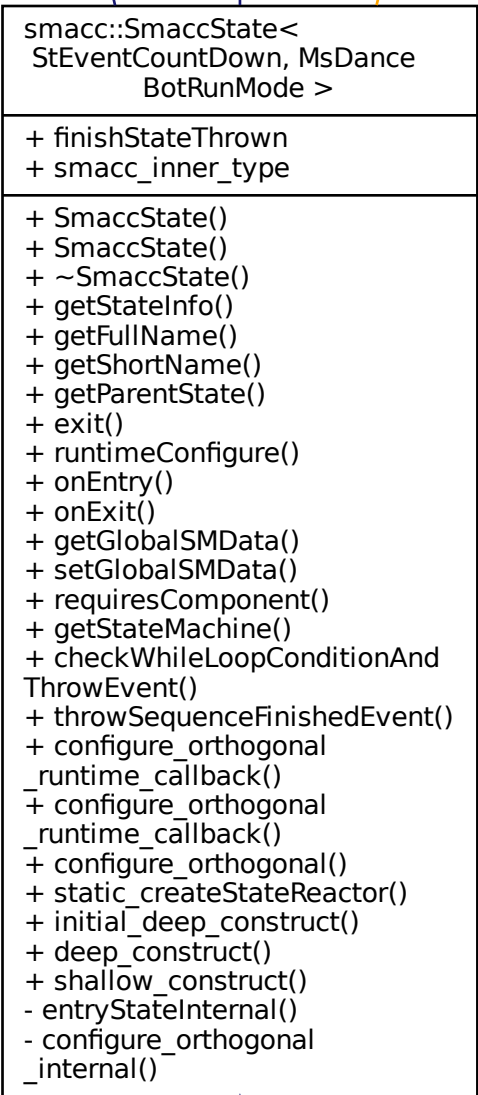 smacc::SmaccState<
StEventCountDown, MsDance
BotRunMode >
+ finishStateThrown
+ smacc_inner_type
+ SmaccState()
+ SmaccState()
+ ~SmaccState()
+ getStateInfo()
+ getFullName()
+ getShortName()
+ getParentState()
+ exit()
+ runtimeConfigure()
+ onEntry()
+ onExit()
+ getGlobalSMData()
+ setGlobalSMData()
+ requiresComponent()
+ getStateMachine()
+ checkWhileLoopConditionAnd
ThrowEvent()
+ throwSequenceFinishedEvent()
+ configure_orthogonal
_runtime_callback()
+ configure_orthogonal
_runtime_callback()
+ configure_orthogonal()
+ static_createStateReactor()
+ initial_deep_construct()
+ deep_construct()
+ shallow_construct()
- entryStateInternal()
- configure_orthogonal
_internal()